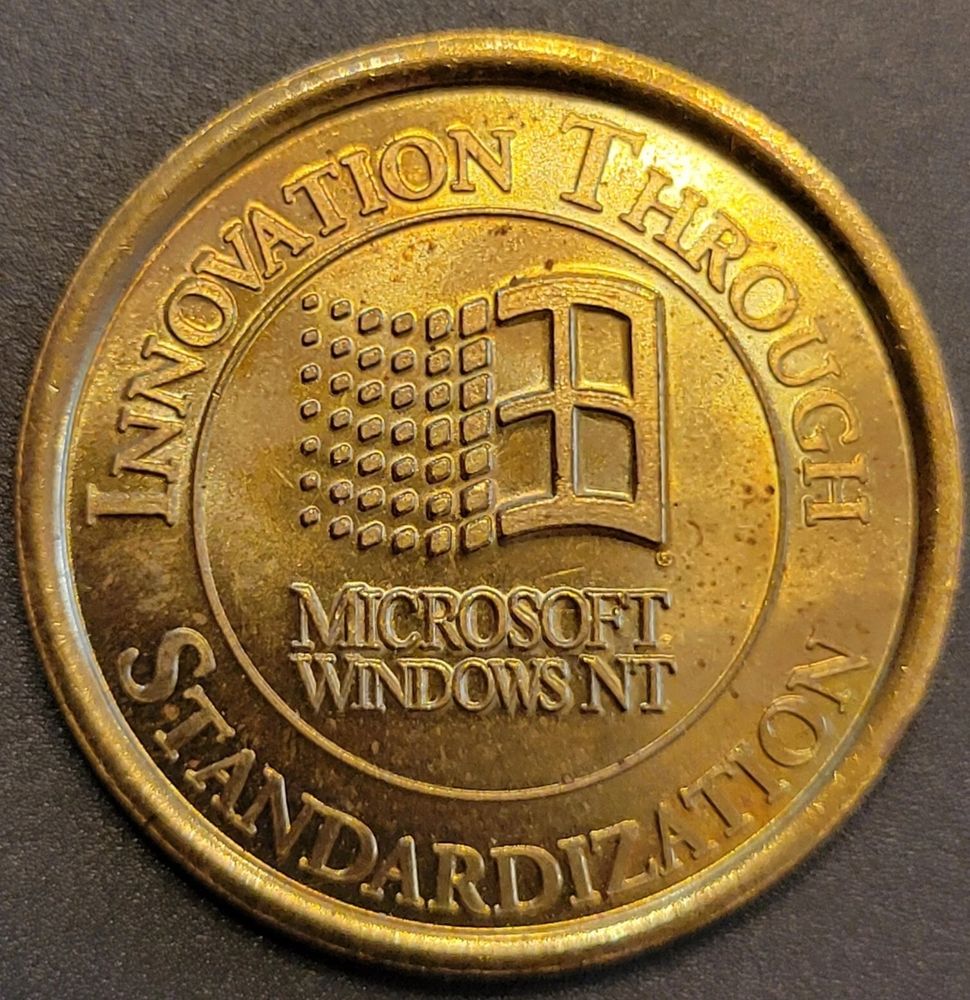 INNOVATION THROUGH
MICROSOFT
WINDOWS NT
STANDARDIZATION